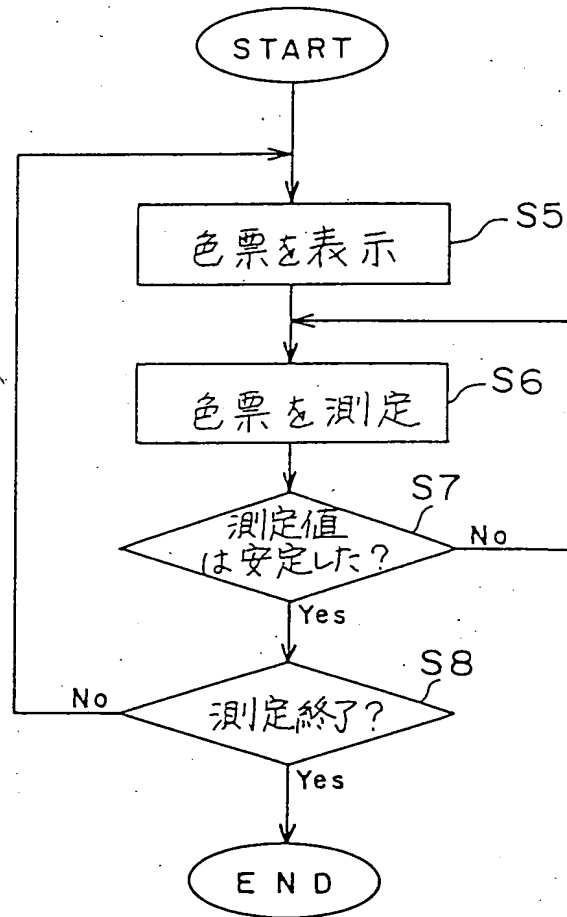 START
S5
色票を表示
S6
色票を測定
S7
測定値
は安定した?
No
Yes
S8
No
測定終了?
Yes
END